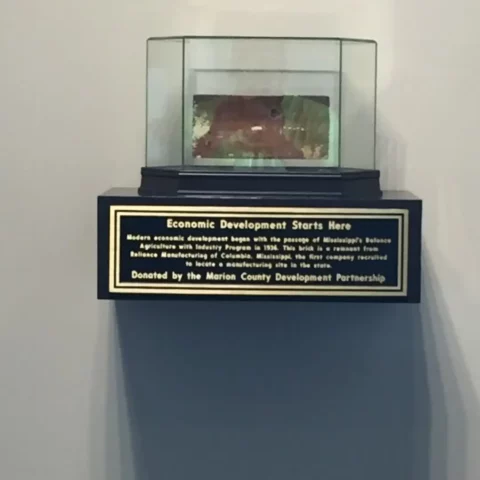 Economic Development Starts Here
Modern economic development began with the passage of Mississippi's Balance
Agriculture with Industry Program in 1936. This brick is a remnant from
Reliance Manufacturing of Columbia, Mississippi, the first company recruited
to locate a manufacturing site in the state.
Donated by the Marion County Development Partnership